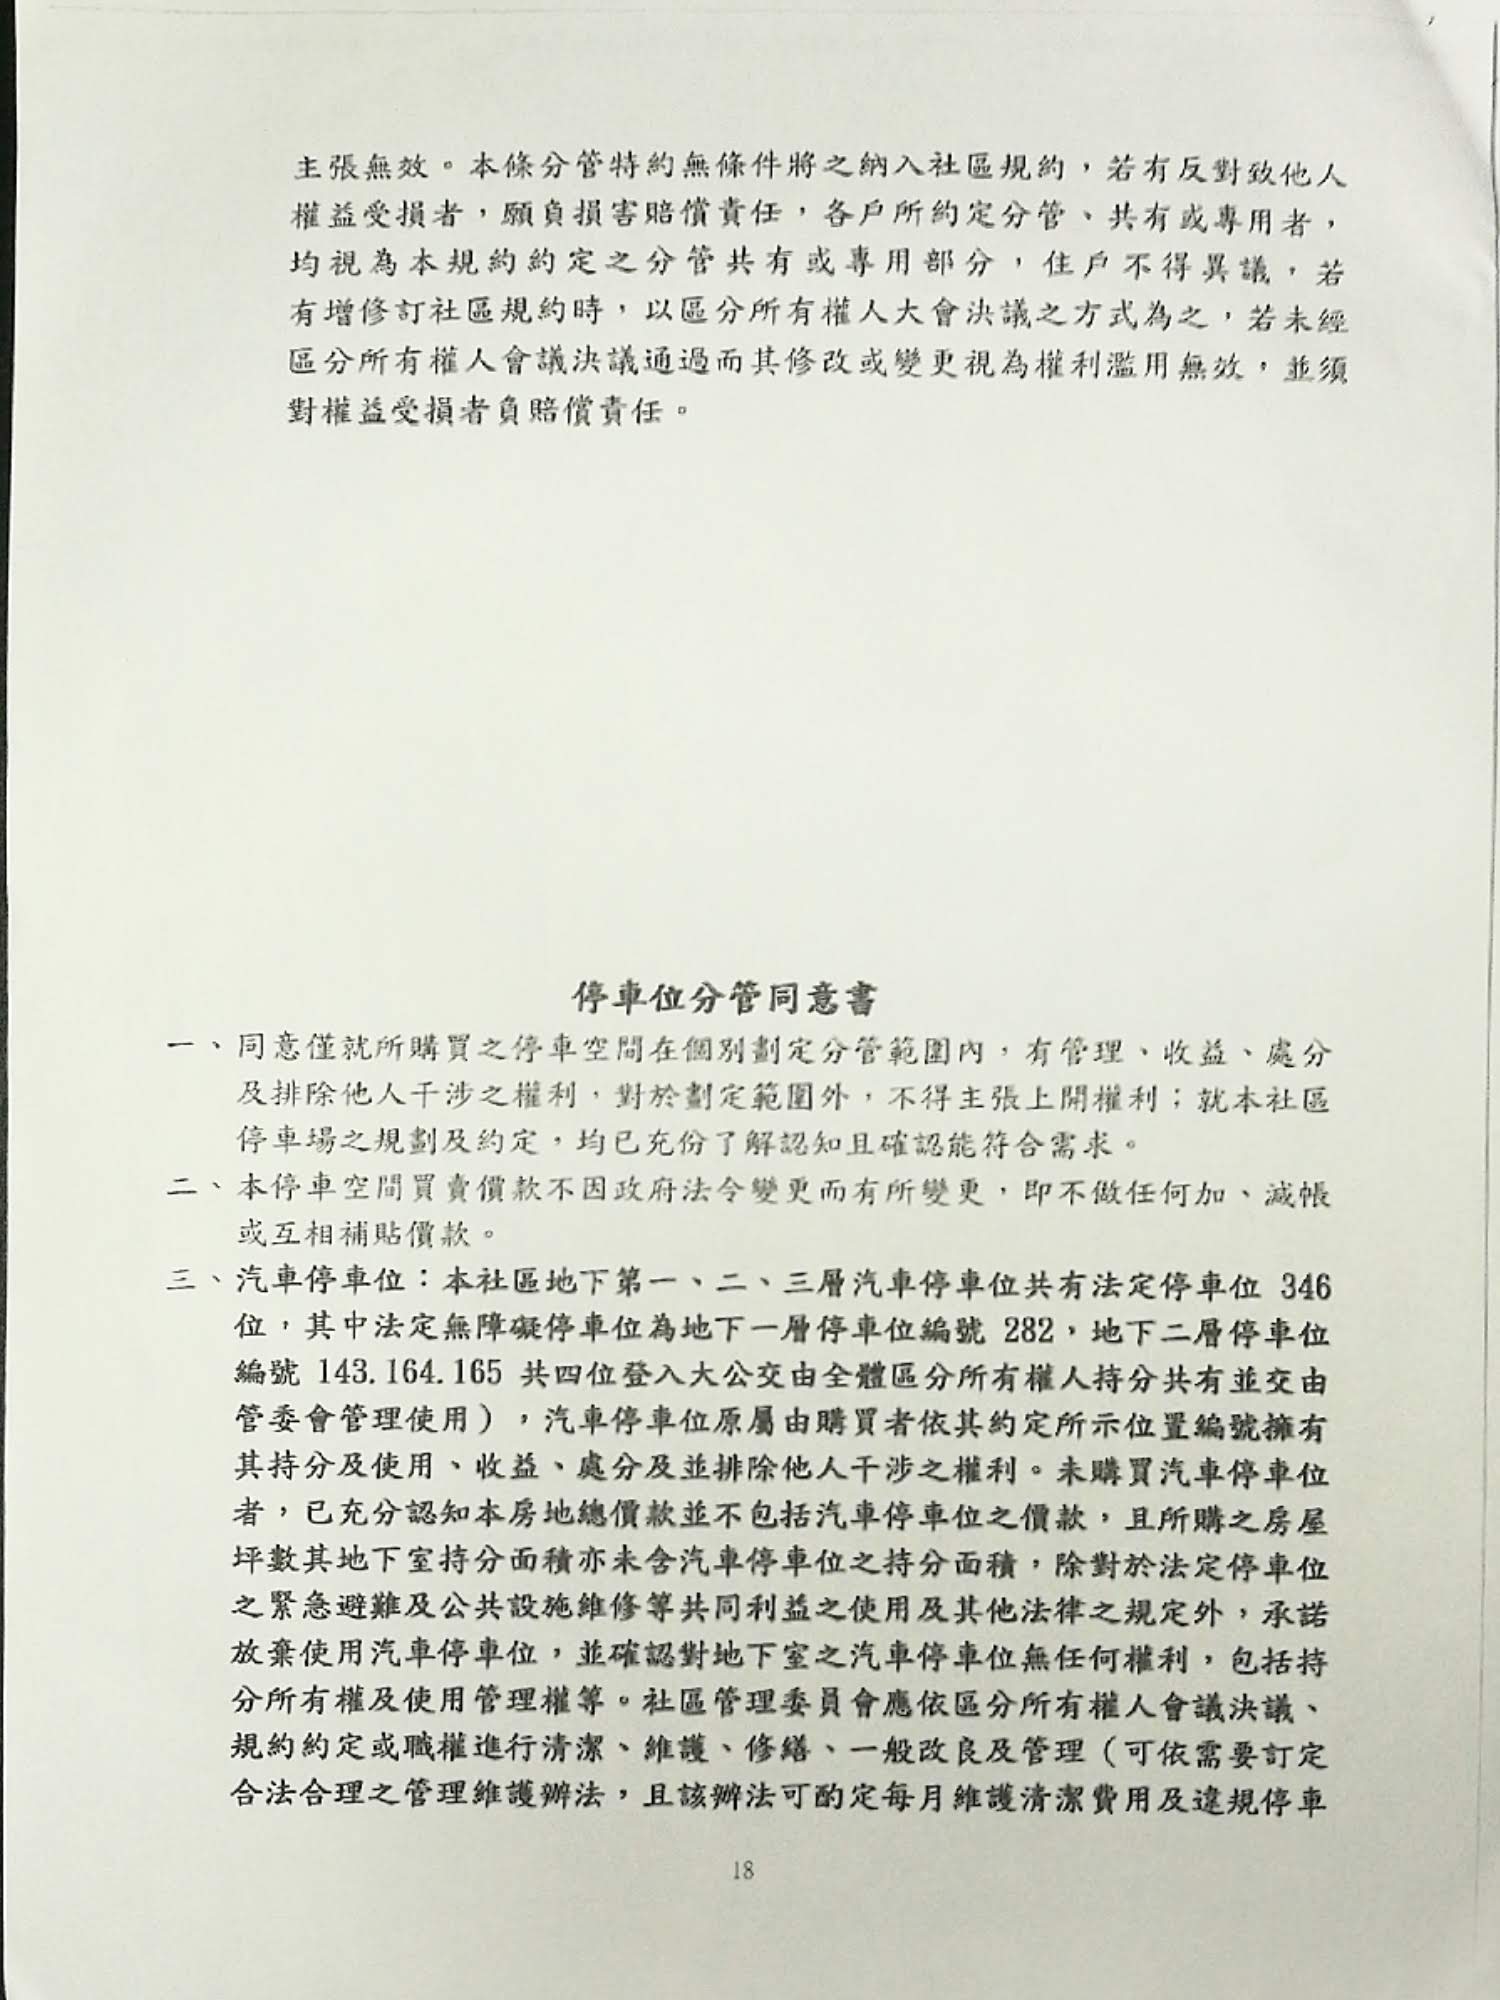 主張無效。本條分管特約無條件將之納入社區規約，若有反對致他人
權益受損者，願負損害賠償責任，各戶所約定分管、共有或專用者，
均視為本規約約定之分管共有或專用部分，住戶不得異議，若
有增修訂社區規約時，以區分所有權人大會決議之方式為之，若未經
區分所有權人會議決議通過而其修改或變更視為權利濫用無效，並須
對權益受損者負賠償責任。
停車位分管同意書
一、同意僅就所購買之停車空間在個別劃定分管範圍內，有管理、收益、處分
及排除他人干涉之權利，對於劃定範圍外，不得主張上開權利；就本社區
停車場之規劃及約定，均已充份了解認知且確認能符合需求。
二、本停車空間買賣價款不因政府法令變更而有所變更，即不做任何加、減帳
或互相補貼價款。
三、汽車停車位：本社區地下第一、二、三層汽車停車位共有法定停車位 346
位，其中法定無障礙停車位為地下一層停車位編號 282，地下二層停車位
編號 143.164.165 共四位登入大公交由全體區分所有權人持分共有並交由
管委會管理使用），汽車停車位原屬由購買者依其約定所示位置編號擁有
其持分及使用、收益、處分及並排除他人干涉之權利。未購買汽車停車位
者，已充分認知本房地總價款並不包括汽車停車位之價款，且所購之房屋
坪數其地下室持分面積亦未含汽車停車位之持分面積，除對於法定停車位
之緊急避難及公共設施維修等共同利益之使用及其他法律之規定外，承諾
放棄使用汽車停車位，並確認對地下室之汽車停車位無任何權利，包括持
分所有權及使用管理權等。社區管理委員會應依區分所有權人會議決議、
規約約定或職權進行清潔、維護、修繕、一般改良及管理（可依需要訂定
合法合理之管理維護辦法，且該辦法可酌定每月維護清潔費用及違規停車
18